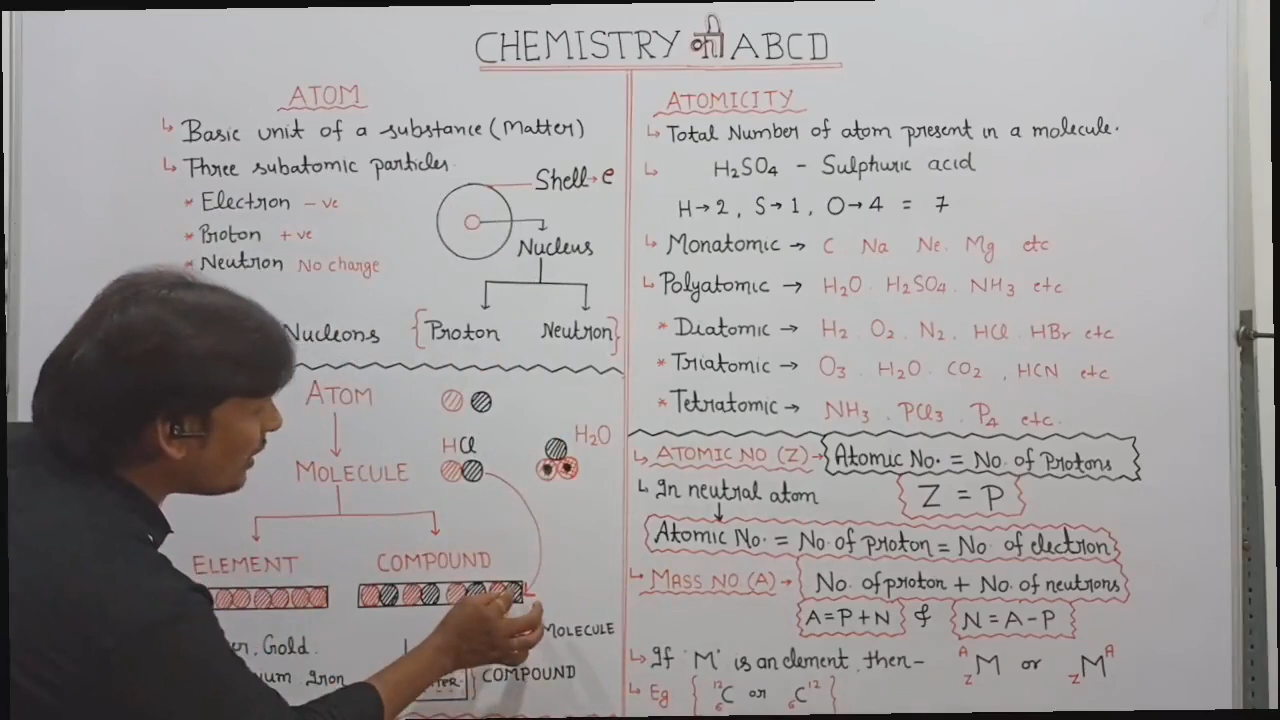 CHEMISTRY की ABCD
ATOM
↳ Basic unit of a substance (Matter)
↳ Three subatomic particles.
* Electron -ve
* Proton +ve
* Neutron No charge
Shell → e
Nucleus
Nucleons {Proton Neutron}
ATOM
HCl
H₂O
MOLECULE
ELEMENT COMPOUND
Gold
MOLECULE
Iron
COMPOUND
ATOMICITY
↳ Total Number of atom present in a molecule.
↳ H₂SO₄ - Sulphuric acid
H→2, S→1, O→4 = 7
↳ Monatomic → C Na Ne. Mg etc
↳ Polyatomic → H₂O. H₂SO₄. NH₃ etc
* Diatomic → H₂. O₂. N₂. HCl. HBr etc
* Triatomic → O₃. H₂O. CO₂, HCN etc
* Tetratomic → NH₃. PCl₃. P₄ etc.
↳ ATOMIC NO (Z) → Atomic No. = No. of Protons
↳ In neutral atom Z = P
Atomic No. = No. of proton = No. of electron
↳ MASS NO. (A) → No. of proton + No. of neutrons
A = P + N & N = A - P
↳ If 'M' is an element, then - ᴬ_ZM or _ZMᴬ
↳ Eg { ¹²₆C or ₆C¹² }